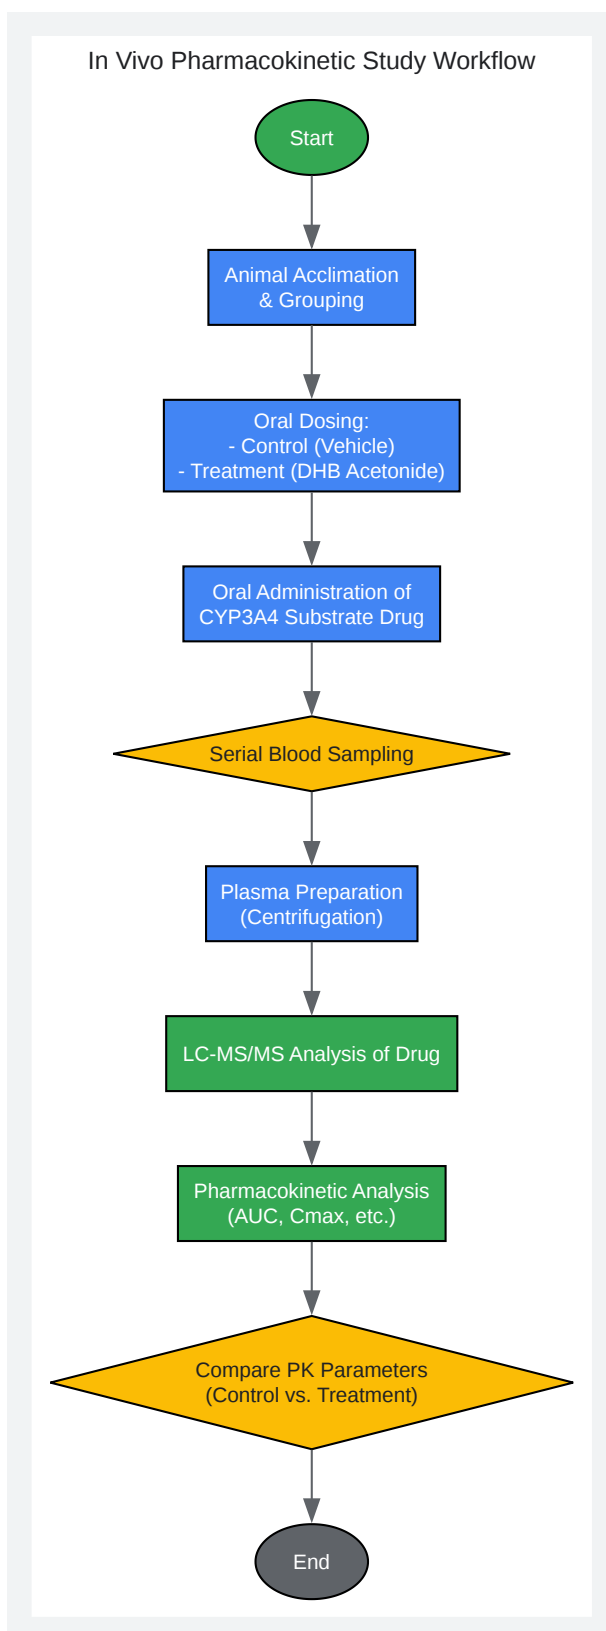 In Vivo Pharmacokinetic Study Workflow
Start
Animal Acclimation
& Grouping
Oral Dosing:
- Control (Vehicle)
- Treatment (DHB Acetonide)
Oral Administration of
CYP3A4 Substrate Drug
Serial Blood Sampling
Plasma Preparation
(Centrifugation)
LC-MS/MS Analysis of Drug
Pharmacokinetic Analysis
(AUC, Cmax, etc.)
Compare PK Parameters
(Control vs. Treatment)
End